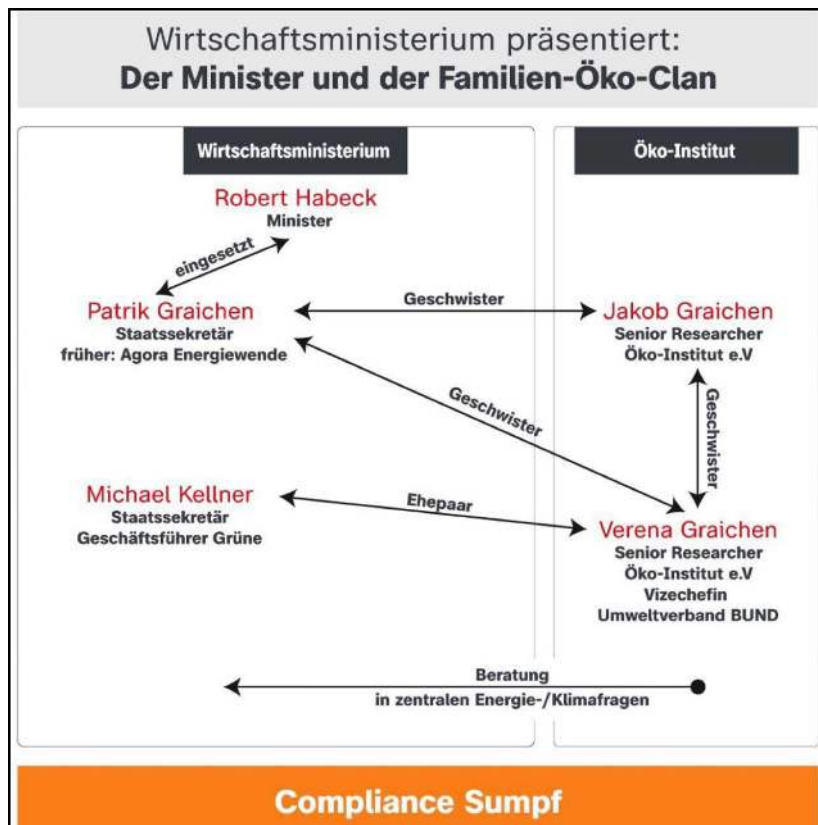 Wirtschaftsministerium präsentiert:
Der Minister und der Familien-Öko-Clan
Wirtschaftsministerium
Öko-Institut
Robert Habeck
Minister
eingesetzt
Patrik Graichen
Staatssekretär
früher: Agora Energiewende
Geschwister
Jakob Graichen
Senior Researcher
Öko-Institut e.V
Geschwister
Geschwister
Michael Kellner
Staatssekretär
Geschäftsführer Grüne
Ehepaar
Verena Graichen
Senior Researcher
Öko-Institut e.V
Vizechefin
Umweltverband BUND
Beratung
in zentralen Energie-/Klimafragen
Compliance Sumpf